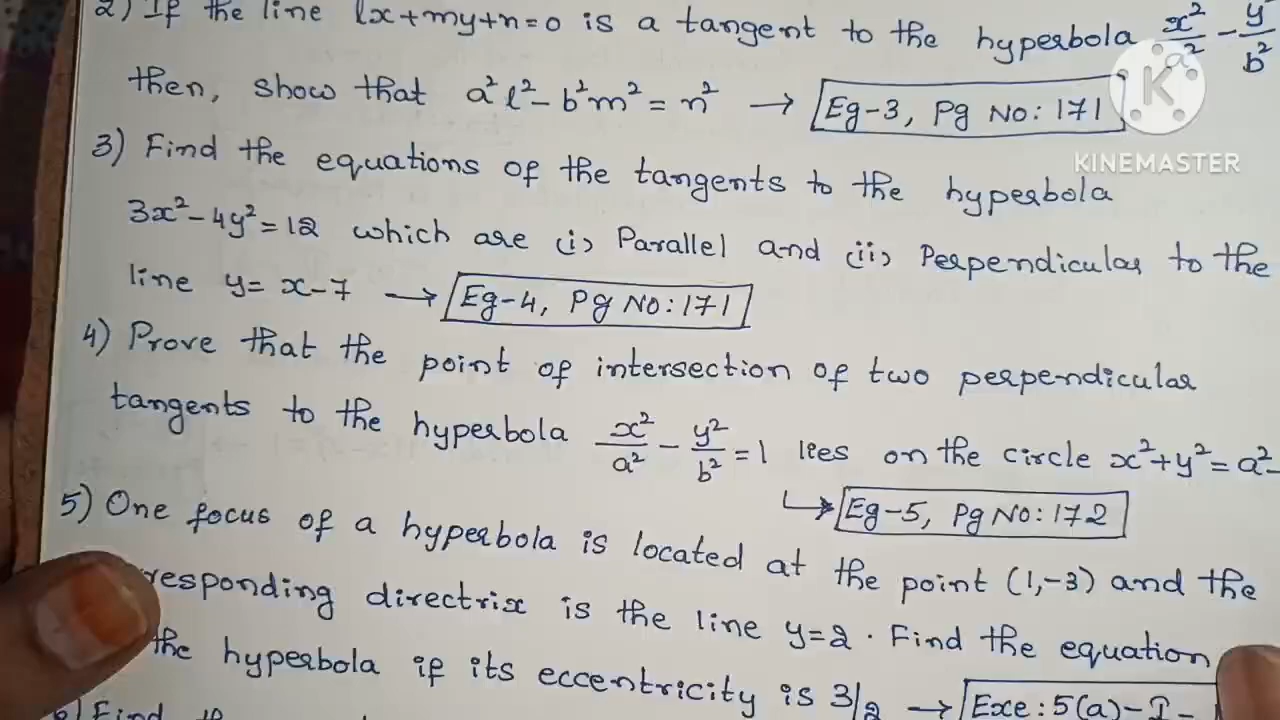 2) If the line lx+my+n=0 is a tangent to the hyperbola x²/a² - y²/b²
then, show that a²l²-b²m²=n² → Eg-3, Pg No:171
KINEMASTER
3) Find the equations of the tangents to the hyperbola
3x²-4y²=12 which are (i) Parallel and (ii) Perpendicular to the
line y= x-7 → Eg-4, Pg No:171
4) Prove that the point of intersection of two perpendicular
tangents to the hyperbola x²/a² - y²/b² =1 lies on the circle x²+y²=a²-
↳ Eg-5, Pg No:172
5) One focus of a hyperbola is located at the point (1,-3) and the
responding directrix is the line y=2. Find the equation
the hyperbola if its eccentricity is 3/2 → Exe:5(a)-I-
6) Find